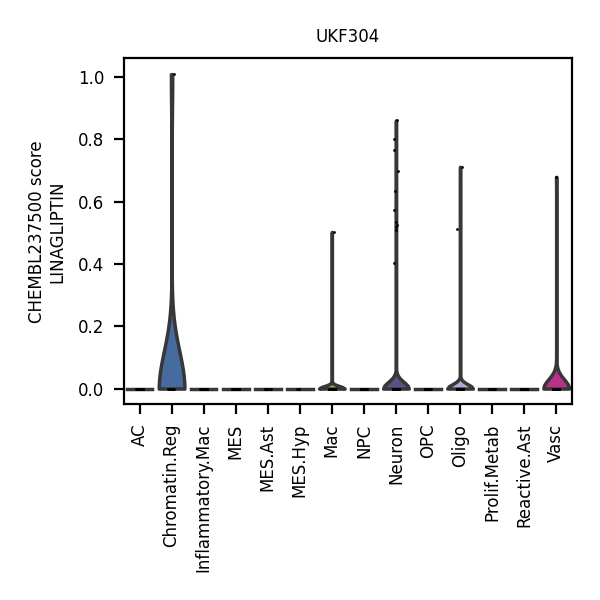 UKF304
CHEMBL237500 score
LINAGLIPTIN
1.0
0.8
0.6
0.4
0.2
0.0
AC
Chromatin.Reg
Inflammatory.Mac
MES
MES.Ast
MES.Hyp
Mac
NPC
Neuron
OPC
Oligo
Prolif.Metab
Reactive.Ast
Vasc